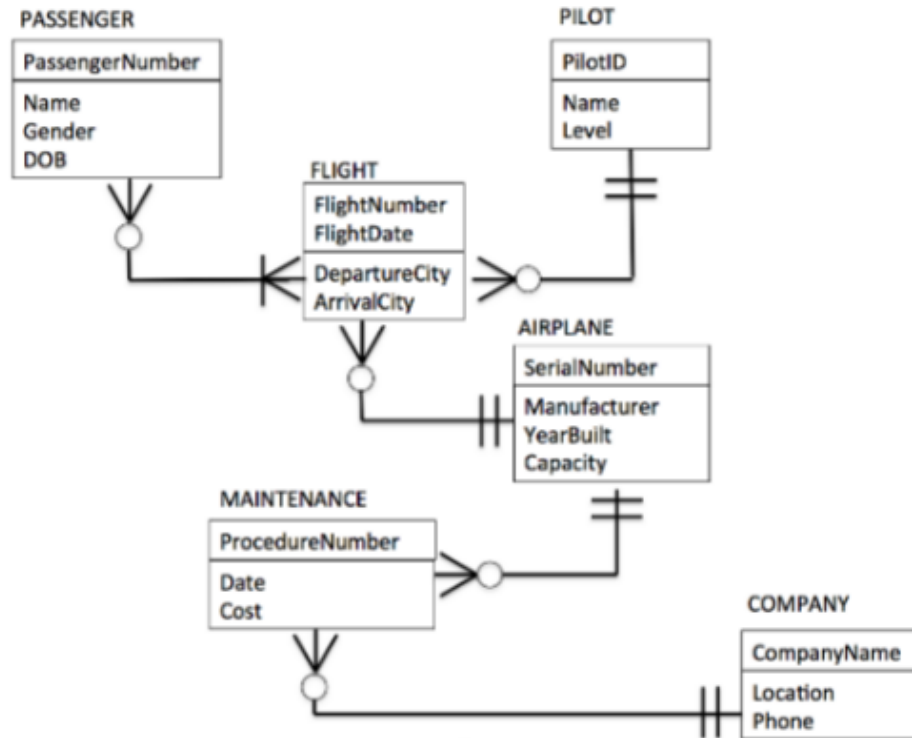 PASSENGER
PassengerNumber
Name
Gender
DOB
PILOT
PilotID
Name
Level
FLIGHT
FlightNumber
FlightDate
DepartureCity
ArrivalCity
AIRPLANE
SerialNumber
Manufacturer
YearBuilt
Capacity
MAINTENANCE
ProcedureNumber
Date
Cost
COMPANY
CompanyName
Location
Phone